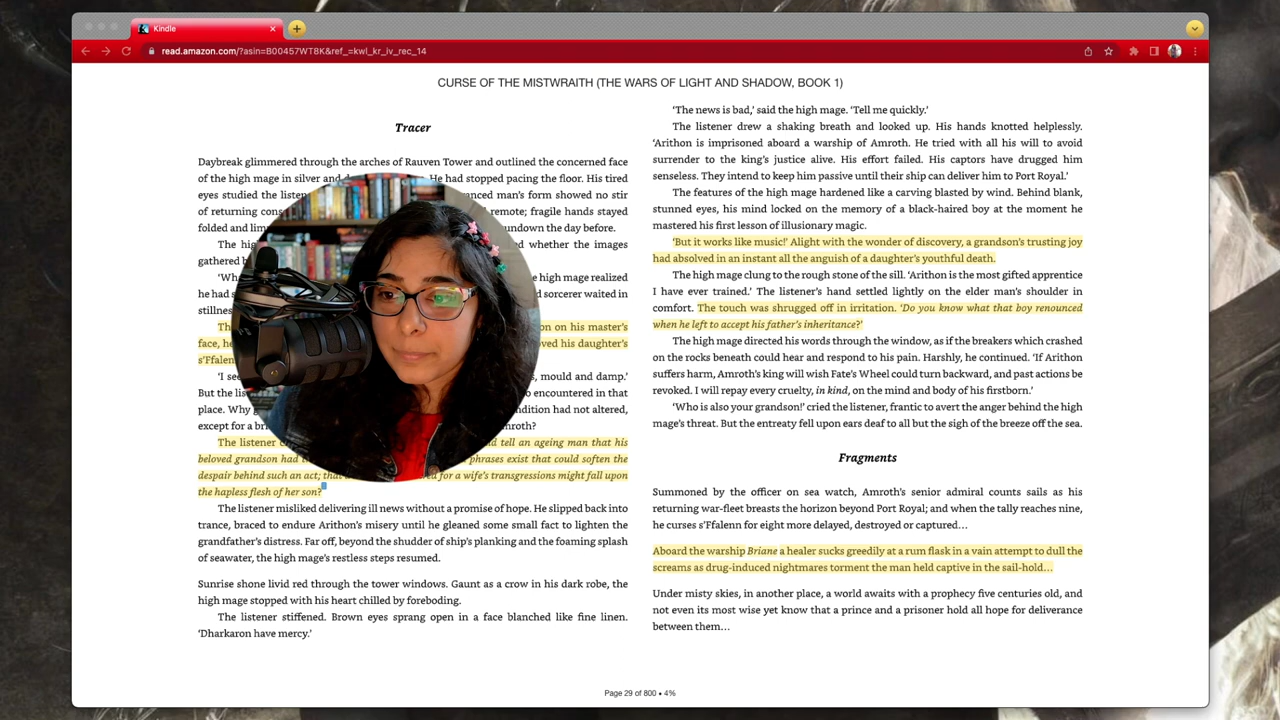 Kindle
read.amazon.com/?asin=B00457WT8K&ref_=kwl_kr_iv_rec_14
CURSE OF THE MISTWRAITH (THE WARS OF LIGHT AND SHADOW, BOOK 1)
Tracer
Daybreak glimmered through the arches of Rauven Tower and outlined the concerned face
of the high mage in silver and He had stopped pacing the floor. His tired
eyes studied the man's form showed no stir
of returning remote; fragile hands stayed
folded and sundown the day before.
The whether the images
gathered
the high mage realized
he had sorcerer waited in
on his master's
face, loved his daughter's
s'Ffalenn
'I mould and damp.'
But the encountered in that
place. Why condition had not altered,
except for a
The listener tell an ageing man that his
beloved grandson had phrases exist that could soften the
despair behind such an act; for a wife's transgressions might fall upon
the hapless flesh of her son?
The listener misliked delivering ill news without a promise of hope. He slipped back into
trance, braced to endure Arithon's misery until he gleaned some small fact to lighten the
grandfather's distress. Far off, beyond the shudder of ship's planking and the foaming splash
of seawater, the high mage's restless steps resumed.
Sunrise shone livid red through the tower windows. Gaunt as a crow in his dark robe, the
high mage stopped with his heart chilled by foreboding.
The listener stiffened. Brown eyes sprang open in a face blanched like fine linen.
'Dharkaron have mercy.'
'The news is bad,' said the high mage. 'Tell me quickly.'
The listener drew a shaking breath and looked up. His hands knotted helplessly.
'Arithon is imprisoned aboard a warship of Amroth. He tried with all his will to avoid
surrender to the king's justice alive. His effort failed. His captors have drugged him
senseless. They intend to keep him passive until their ship can deliver him to Port Royal.'
The features of the high mage hardened like a carving blasted by wind. Behind blank,
stunned eyes, his mind locked on the memory of a black-haired boy at the moment he
mastered his first lesson of illusionary magic.
'But it works like music!' Alight with the wonder of discovery, a grandson's trusting joy
had absolved in an instant all the anguish of a daughter's youthful death.
The high mage clung to the rough stone of the sill. 'Arithon is the most gifted apprentice
I have ever trained.' The listener's hand settled lightly on the elder man's shoulder in
comfort. The touch was shrugged off in irritation. 'Do you know what that boy renounced
when he left to accept his father's inheritance?'
The high mage directed his words through the window, as if the breakers which crashed
on the rocks beneath could hear and respond to his pain. Harshly, he continued. 'If Arithon
suffers harm, Amroth's king will wish Fate's Wheel could turn backward, and past actions be
revoked. I will repay every cruelty, in kind, on the mind and body of his firstborn.'
'Who is also your grandson!' cried the listener, frantic to avert the anger behind the high
mage's threat. But the entreaty fell upon ears deaf to all but the sigh of the breeze off the sea.
Fragments
Summoned by the officer on sea watch, Amroth's senior admiral counts sails as his
returning war-fleet breasts the horizon beyond Port Royal; and when the tally reaches nine,
he curses s'Ffalenn for eight more delayed, destroyed or captured...
Aboard the warship Briane a healer sucks greedily at a rum flask in a vain attempt to dull the
screams as drug-induced nightmares torment the man held captive in the sail-hold...
Under misty skies, in another place, a world awaits with a prophecy five centuries old, and
not even its most wise yet know that a prince and a prisoner hold all hope for deliverance
between them...
Page 29 of 800 • 4%